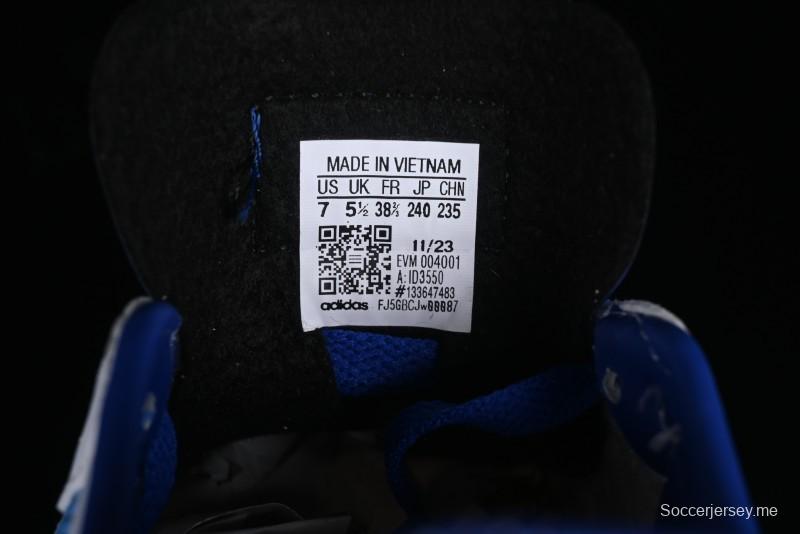 MADE IN VIETNAM
US UK FR JP CHN
7 5½ 38⅔ 240 235
11/23
EVM 004001
A: ID3550
#133647483
adidas FJ5GBCJw00087
Soccerjersey.me